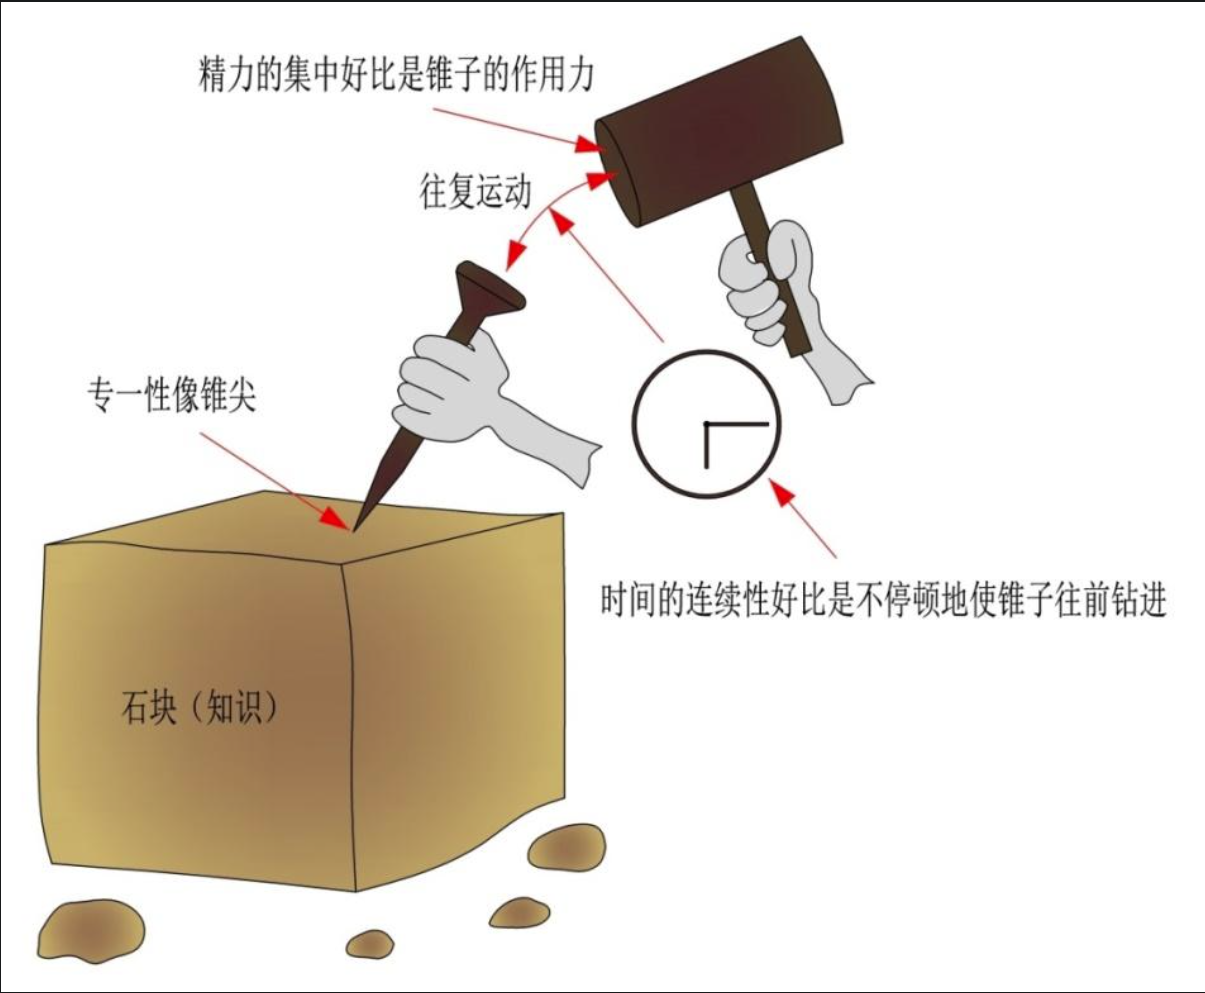 精力的集中好比是锥子的作用力
往复运动
专一性像锥尖
时间的连续性好比是不停顿地使锥子往前钻进
石块（知识）